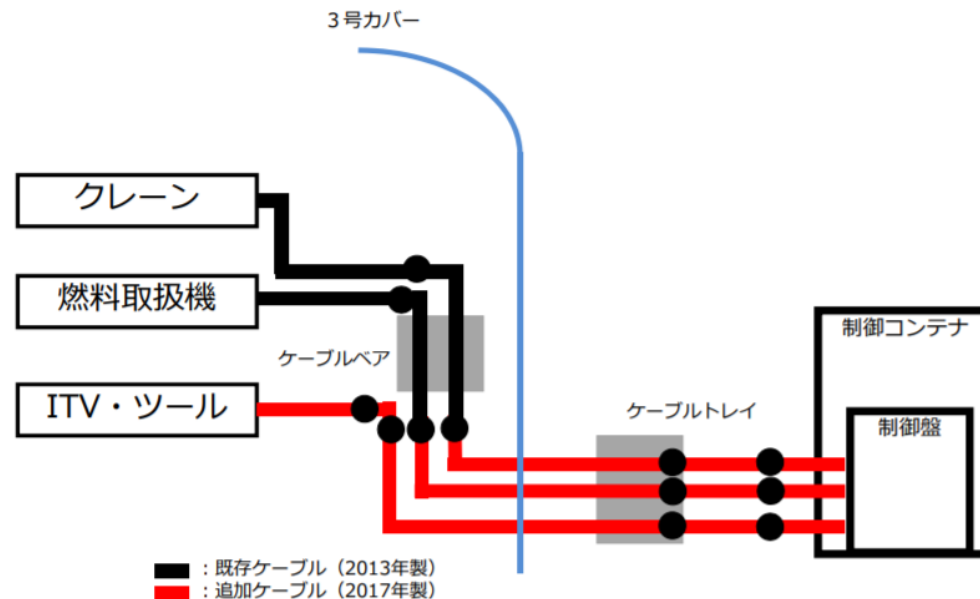 3号カバー
クレーン
燃料取扱機
制御コンテナ
ケーブルベア
ITV・ツール
ケーブルトレイ
制御盤
：既存ケーブル（2013年製）
：追加ケーブル（2017年製）